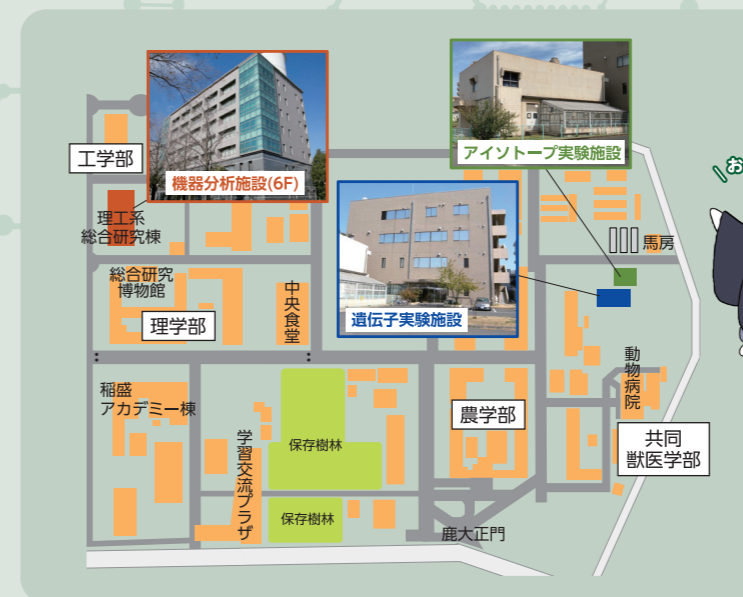 機器分析施設(6F)
アイソトープ実験施設
遺伝子実験施設
工学部
理工系
総合研究棟
総合研究
博物館
理学部
中央食堂
馬房
稲盛
アカデミー棟
学習交流プラザ
保存樹林
保存樹林
農学部
動物病院
共同
獣医学部
鹿大正門
\お